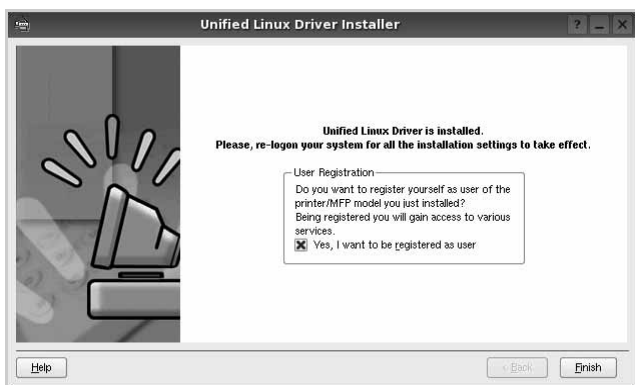 Unified Linux Driver Installer
Unified Linux Driver is installed.
Please, re-logon your system for all the installation settings to take effect.
User Registration
Do you want to register yourself as user of the
printer/MFP model you just installed?
Being registered you will gain access to various
services.
Yes, I want to be registered as user
Help
< Back
Finish